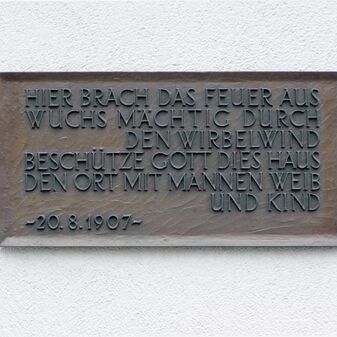 HIER BRACH DAS FEUER AUS
WUCHS MÄCHTIG DURCH
DEN WIRBELWIND
BESCHÜTZE GOTT DIES HAUS
DEN ORT MIT MANNEN WEIB
UND KIND
~20.8.1907~